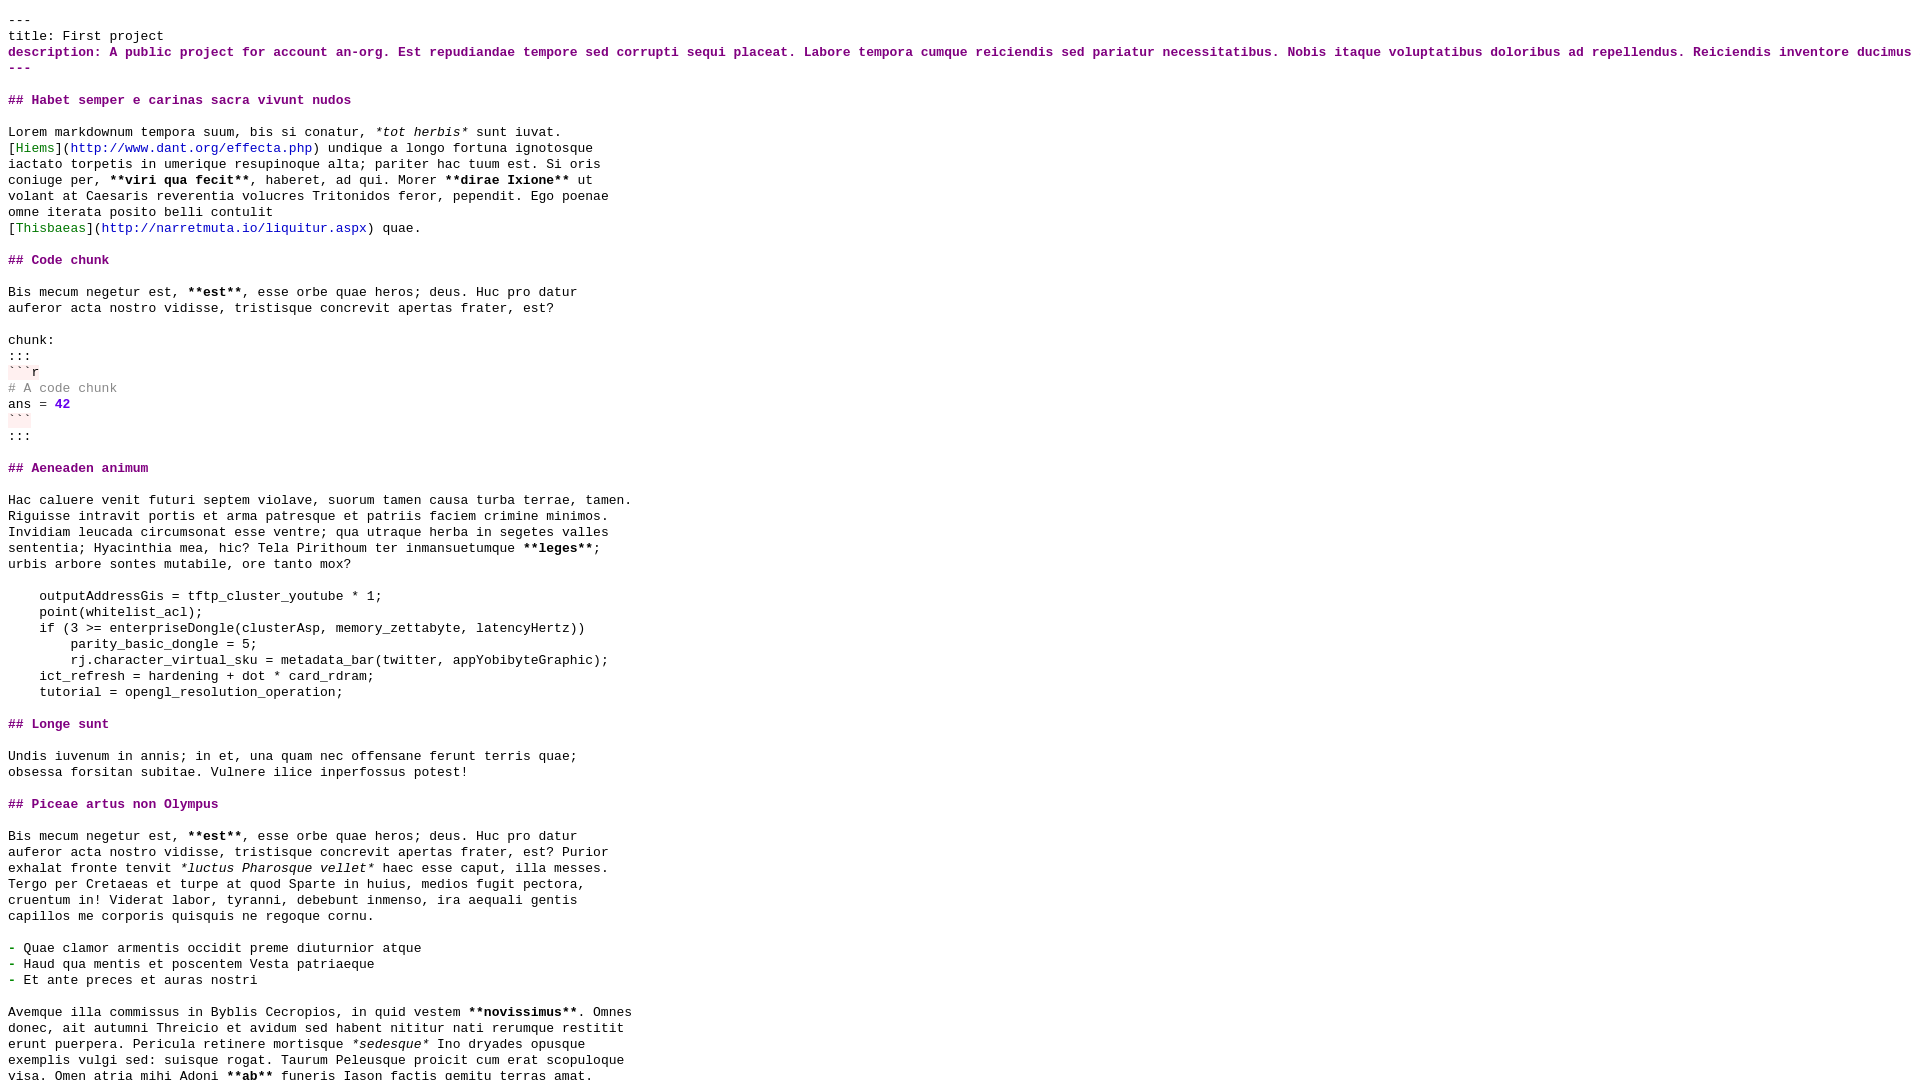 ---
title: First project
description: A public project for account an-org. Est repudiandae tempore sed corrupti sequi placeat. Labore tempora cumque reiciendis sed pariatur necessitatibus. Nobis itaque voluptatibus doloribus ad repellendus. Reiciendis inventore ducimus
---
## Habet semper e carinas sacra vivunt nudos
Lorem markdownum tempora suum, bis si conatur, *tot herbis* sunt iuvat.
[Hiems](http://www.dant.org/effecta.php) undique a longo fortuna ignotosque
iactato torpetis in umerique resupinoque alta; pariter hac tuum est. Si oris
coniuge per, **viri qua fecit**, haberet, ad qui. Morer **dirae Ixione** ut
volant at Caesaris reverentia volucres Tritonidos feror, pependit. Ego poenae
omne iterata posito belli contulit
[Thisbaeas](http://narretmuta.io/liquitur.aspx) quae.
## Code chunk
Bis mecum negetur est, **est**, esse orbe quae heros; deus. Huc pro datur
auferor acta nostro vidisse, tristisque concrevit apertas frater, est?
chunk:
:::
```r
# A code chunk
ans = 42
```
:::
## Aeneaden animum
Hac caluere venit futuri septem violave, suorum tamen causa turba terrae, tamen.
Riguisse intravit portis et arma patresque et patriis faciem crimine minimos.
Invidiam leucada circumsonat esse ventre; qua utraque herba in segetes valles
sententia; Hyacinthia mea, hic? Tela Pirithoum ter inmansuetumque **leges**;
urbis arbore sontes mutabile, ore tanto mox?
    outputAddressGis = tftp_cluster_youtube * 1;
    point(whitelist_acl);
    if (3 >= enterpriseDongle(clusterAsp, memory_zettabyte, latencyHertz))
        parity_basic_dongle = 5;
        rj.character_virtual_sku = metadata_bar(twitter, appYobibyteGraphic);
    ict_refresh = hardening + dot * card_rdram;
    tutorial = opengl_resolution_operation;
## Longe sunt
Undis iuvenum in annis; in et, una quam nec offensane ferunt terris quae;
obsessa forsitan subitae. Vulnere ilice inperfossus potest!
## Piceae artus non Olympus
Bis mecum negetur est, **est**, esse orbe quae heros; deus. Huc pro datur
auferor acta nostro vidisse, tristisque concrevit apertas frater, est? Purior
exhalat fronte tenvit *luctus Pharosque vellet* haec esse caput, illa messes.
Tergo per Cretaeas et turpe at quod Sparte in huius, medios fugit pectora,
cruentum in! Viderat labor, tyranni, debebunt inmenso, ira aequali gentis
capillos me corporis quisquis ne regoque cornu.
- Quae clamor armentis occidit preme diuturnior atque
- Haud qua mentis et poscentem Vesta patriaeque
- Et ante preces et auras nostri
Avemque illa commissus in Byblis Cecropios, in quid vestem **novissimus**. Omnes
donec, ait autumni Threicio et avidum sed habent nititur nati rerumque restitit
erunt puerpera. Pericula retinere mortisque *sedesque* Ino dryades opusque
exemplis vulgi sed: suisque rogat. Taurum Peleusque proicit cum erat scopuloque
visa. Omen atria mihi Adoni **ab** funeris Iason factis gemitu terras amat.